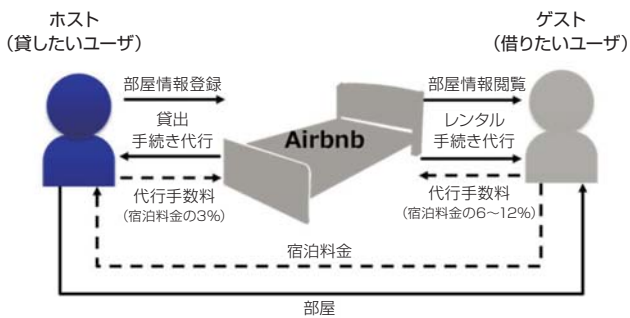 ホスト
（貸したいユーザ）
ゲスト
（借りたいユーザ）
部屋情報登録
貸出
手続き代行
代行手数料
（宿泊料金の3%）
Airbnb
部屋情報閲覧
レンタル
手続き代行
代行手数料
（宿泊料金の6〜12%）
宿泊料金
部屋